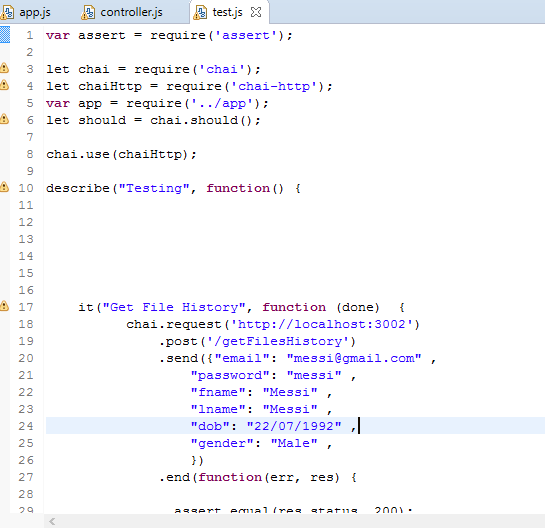 app.js controller.js test.js
1 var assert = require('assert');
2
3 let chai = require('chai');
4 let chaiHttp = require('chai-http');
5 var app = require('../app');
6 let should = chai.should();
7
8 chai.use(chaiHttp);
9
10 describe("Testing", function() {
11
12
13
14
15
16
17 it("Get File History", function (done) {
18 chai.request('http://localhost:3002')
19 .post('/getFilesHistory')
20 .send({"email": "messi@gmail.com" ,
21 "password": "messi" ,
22 "fname": "Messi" ,
23 "lname": "Messi" ,
24 "dob": "22/07/1992" ,
25 "gender": "Male" ,
26 })
27 .end(function(err, res) {
28
29 assert.equal(res.status, 200);